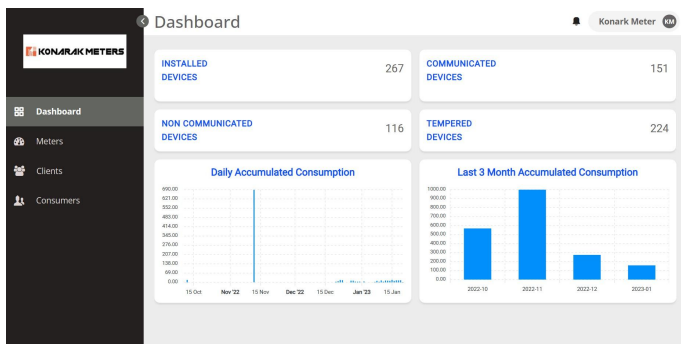 Dashboard
Konark Meter KM
KONARAK METERS
Dashboard
Meters
Clients
Consumers
INSTALLED
DEVICES
267
COMMUNICATED
DEVICES
151
NON COMMUNICATED
DEVICES
116
TEMPERED
DEVICES
224
Daily Accumulated Consumption
690.00
621.00
552.00
483.00
414.00
345.00
276.00
207.00
138.00
69.00
0.00
15 Oct Nov '22 15 Nov Dec '22 15 Dec Jan '23 15 Jan
Last 3 Month Accumulated Consumption
1000.00
900.00
800.00
700.00
600.00
500.00
400.00
300.00
200.00
100.00
0.00
2022-10 2022-11 2022-12 2023-01